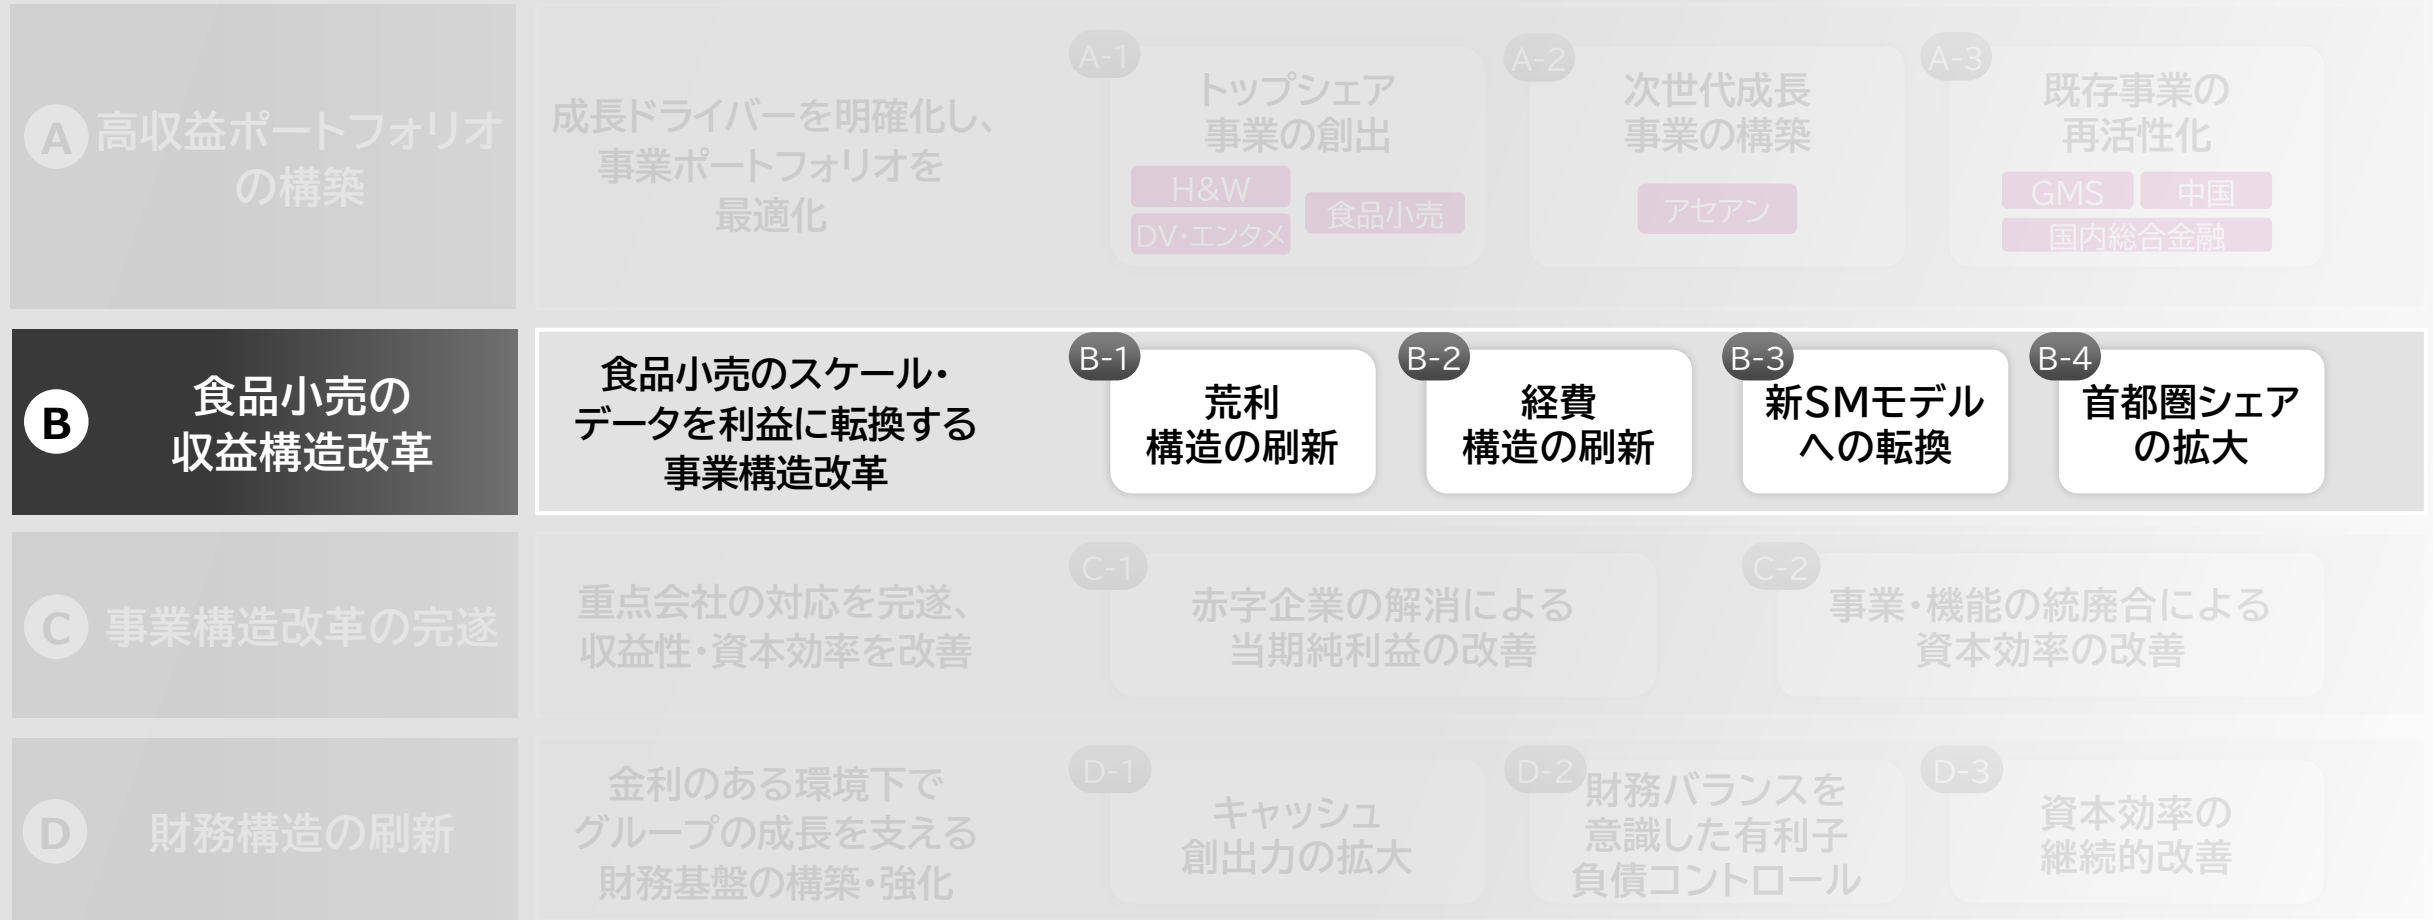 A
高収益ポートフォリオ
の構築
成長ドライバーを明確化し、
事業ポートフォリオを
最適化
A-1
トップシェア
事業の創出
H&W
DV・エンタメ
食品小売
A-2
次世代成長
事業の構築
アセアン
A-3
既存事業の
再活性化
GMS
中国
国内総合金融
B
食品小売の
収益構造改革
食品小売のスケール・
データを利益に転換する
事業構造改革
B-1
荒利
構造の刷新
B-2
経費
構造の刷新
B-3
新SMモデル
への転換
B-4
首都圏シェア
の拡大
C
事業構造改革の完遂
重点会社の対応を完遂、
収益性・資本効率を改善
C-1
赤字企業の解消による
当期純利益の改善
C-2
事業・機能の統廃合による
資本効率の改善
D
財務構造の刷新
金利のある環境下で
グループの成長を支える
財務基盤の構築・強化
D-1
キャッシュ
創出力の拡大
D-2
財務バランスを
意識した有利子
負債コントロール
D-3
資本効率の
継続的改善